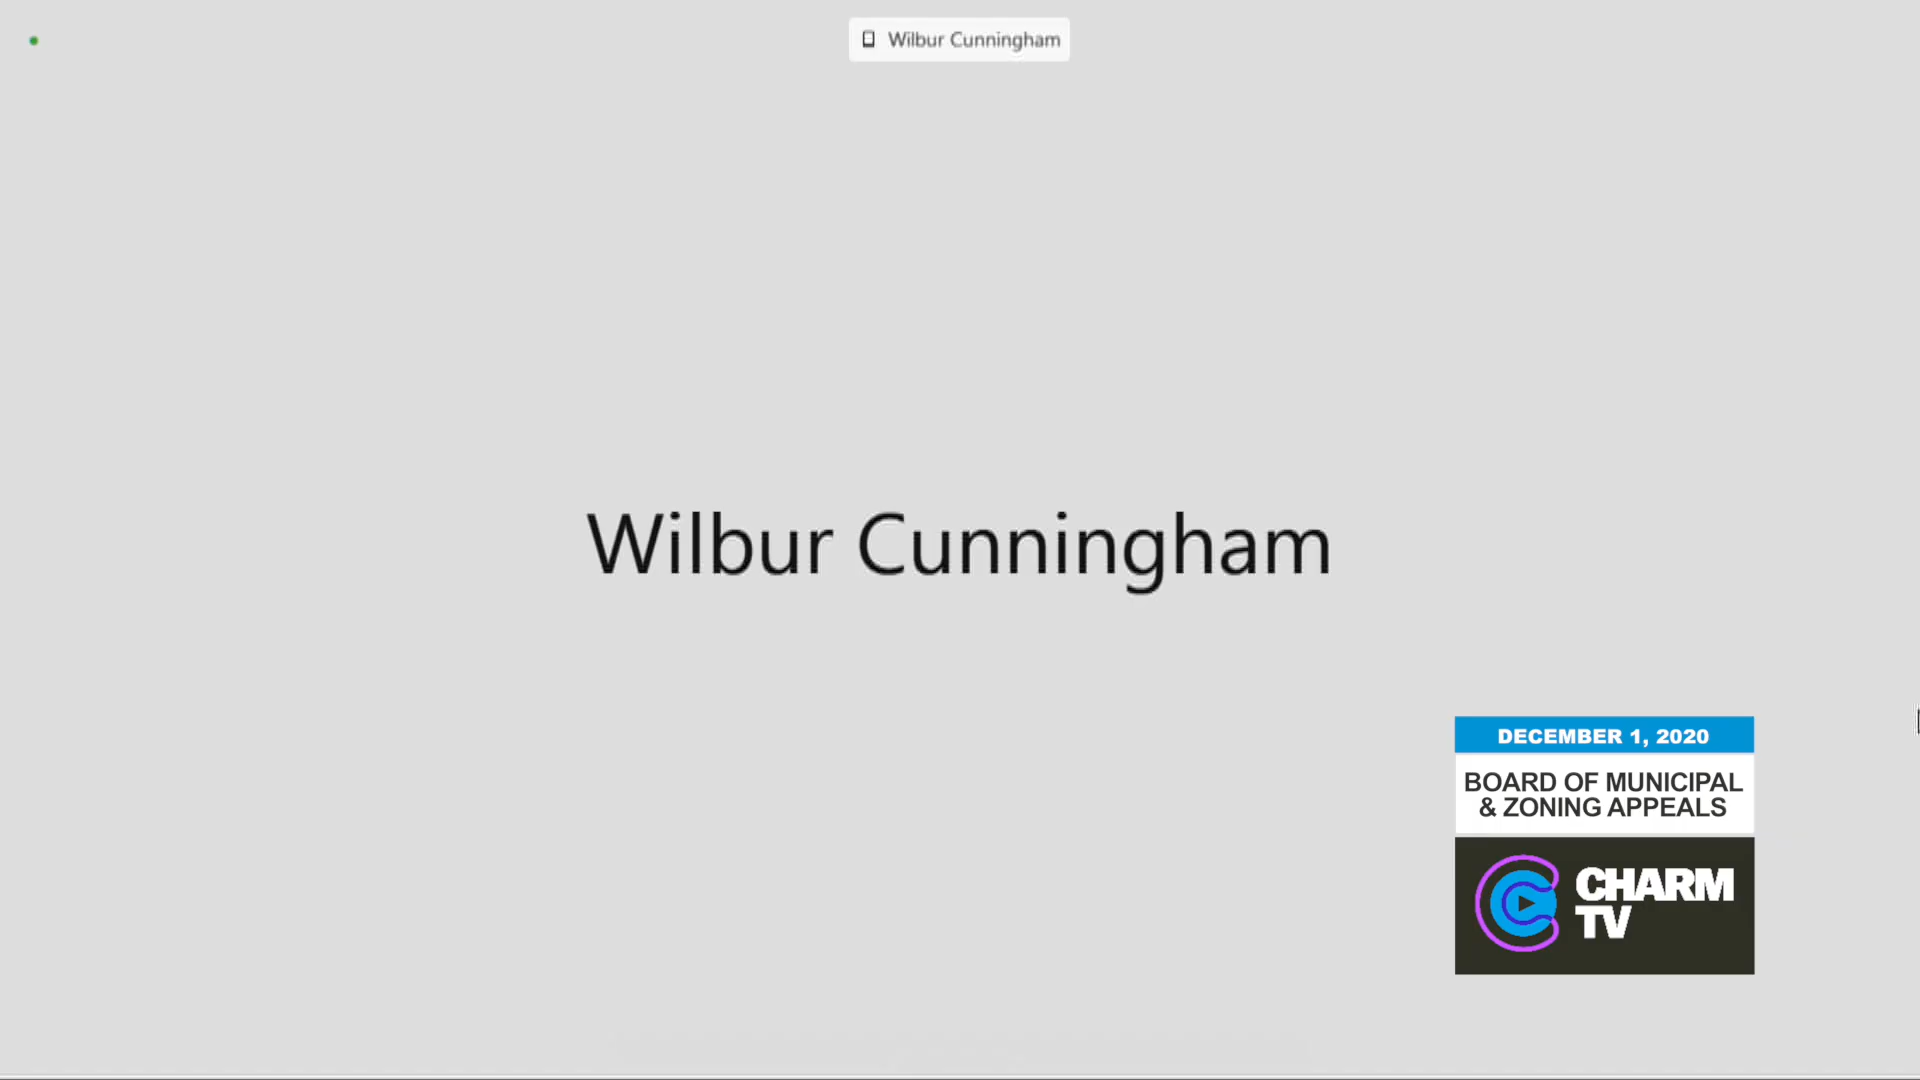 Wilbur Cunningham
Wilbur Cunningham
DECEMBER 1, 2020
BOARD OF MUNICIPAL
& ZONING APPEALS
CHARM
TV